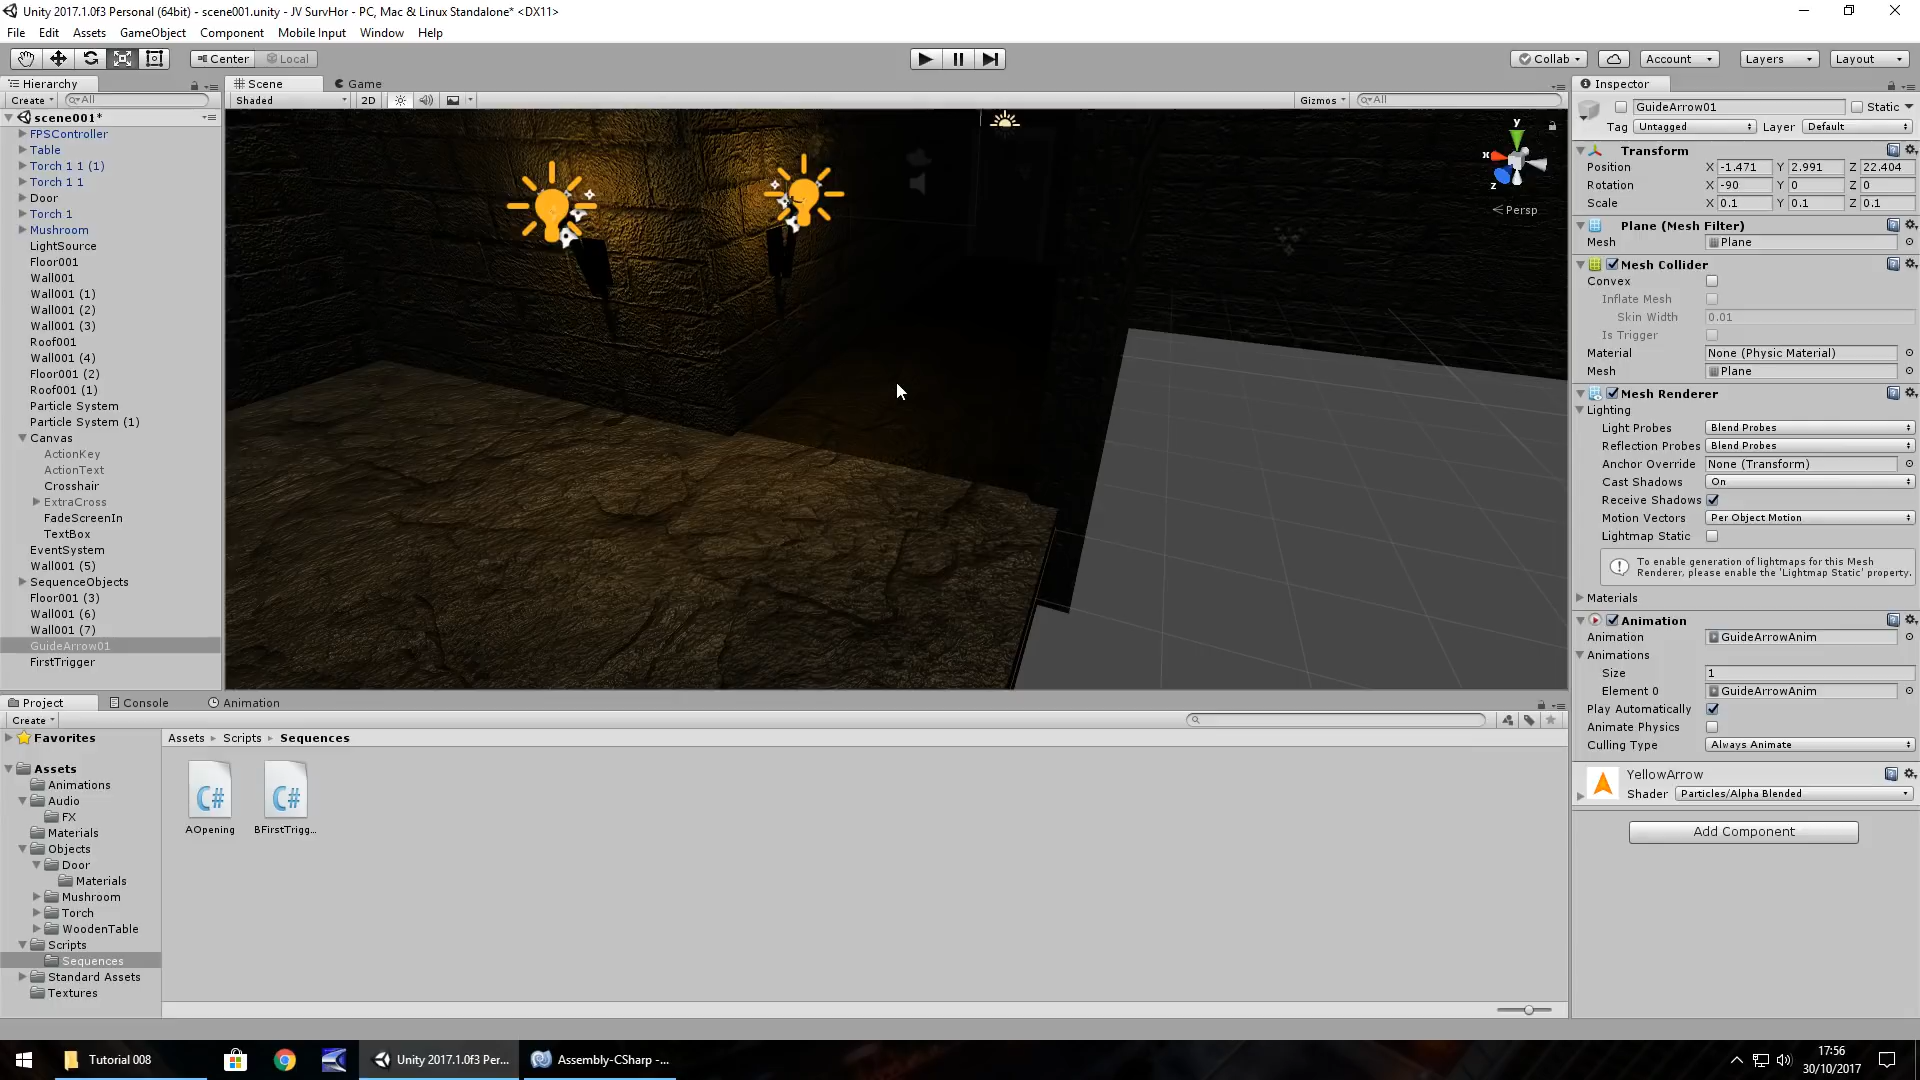 Unity 2017.1.0f3 Personal (64bit) - scene001.unity - JV SurvHor - PC, Mac & Linux Standalone* <DX11>
File Edit Assets GameObject Component Mobile Input Window Help
Center Local
Collab Account Layers Layout
Hierarchy
Create All
scene001*
FPSController
Table
Torch 1 1 (1)
Torch 1 1
Door
Torch 1
Mushroom
LightSource
Floor001
Wall001
Wall001 (1)
Wall001 (2)
Wall001 (3)
Roof001
Wall001 (4)
Floor001 (2)
Roof001 (1)
Particle System
Particle System (1)
Canvas
ActionKey
ActionText
Crosshair
ExtraCross
FadeScreenIn
TextBox
EventSystem
Wall001 (5)
SequenceObjects
Floor001 (3)
Wall001 (6)
Wall001 (7)
GuideArrow01
FirstTrigger
Scene Game
Shaded 2D Gizmos All
y
x
z
Persp
Inspector
GuideArrow01 Static
Tag Untagged Layer Default
Transform
Position X -1.471 Y 2.991 Z 22.404
Rotation X -90 Y 0 Z 0
Scale X 0.1 Y 0.1 Z 0.1
Plane (Mesh Filter)
Mesh Plane
Mesh Collider
Convex
Inflate Mesh
Skin Width 0.01
Is Trigger
Material None (Physic Material)
Mesh Plane
Mesh Renderer
Lighting
Light Probes Blend Probes
Reflection Probes Blend Probes
Anchor Override None (Transform)
Cast Shadows On
Receive Shadows
Motion Vectors Per Object Motion
Lightmap Static
To enable generation of lightmaps for this Mesh
Renderer, please enable the 'Lightmap Static' property.
Materials
Animation
Animation GuideArrowAnim
Animations
Size 1
Element 0 GuideArrowAnim
Play Automatically
Animate Physics
Culling Type Always Animate
YellowArrow
Shader Particles/Alpha Blended
Add Component
Project Console Animation
Create
Favorites
Assets
Animations
Audio
FX
Materials
Objects
Door
Materials
Mushroom
Torch
WoodenTable
Scripts
Sequences
Standard Assets
Textures
Assets Scripts Sequences
C# C#
AOpening BFirstTrigg...
Tutorial 008 Unity 2017.1.0f3 Per... Assembly-CSharp -...
17:56
30/10/2017